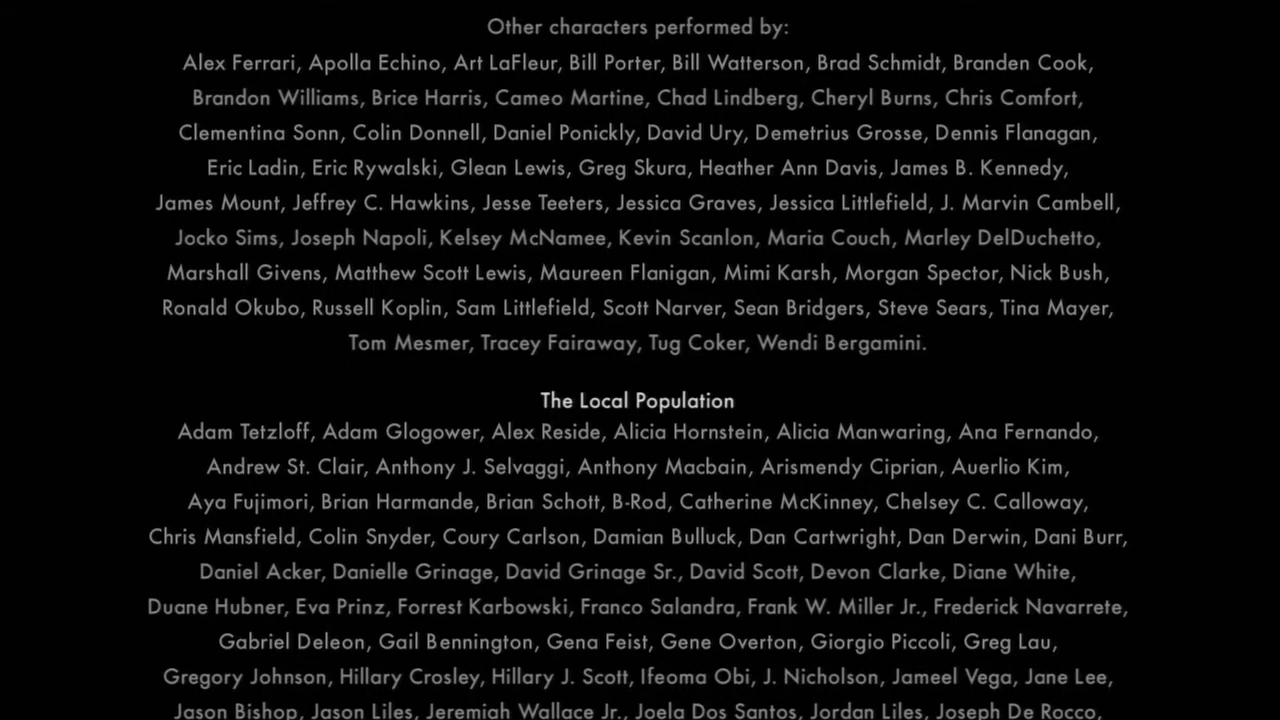 Other characters performed by:
Alex Ferrari, Apolla Echino, Art LaFleur, Bill Porter, Bill Watterson, Brad Schmidt, Branden Cook,
Brandon Williams, Brice Harris, Cameo Martine, Chad Lindberg, Cheryl Burns, Chris Comfort,
Clementina Sonn, Colin Donnell, Daniel Ponickly, David Ury, Demetrius Grosse, Dennis Flanagan,
Eric Ladin, Eric Rywalski, Glean Lewis, Greg Skura, Heather Ann Davis, James B. Kennedy,
James Mount, Jeffrey C. Hawkins, Jesse Teeters, Jessica Graves, Jessica Littlefield, J. Marvin Cambell,
Jocko Sims, Joseph Napoli, Kelsey McNamee, Kevin Scanlon, Maria Couch, Marley DelDuchetto,
Marshall Givens, Matthew Scott Lewis, Maureen Flanigan, Mimi Karsh, Morgan Spector, Nick Bush,
Ronald Okubo, Russell Koplin, Sam Littlefield, Scott Narver, Sean Bridgers, Steve Sears, Tina Mayer,
Tom Mesmer, Tracey Fairaway, Tug Coker, Wendi Bergamini.
The Local Population
Adam Tetzloff, Adam Glogower, Alex Reside, Alicia Hornstein, Alicia Manwaring, Ana Fernando,
Andrew St. Clair, Anthony J. Selvaggi, Anthony Macbain, Arismendy Ciprian, Auerlio Kim,
Aya Fujimori, Brian Harmande, Brian Schott, B-Rod, Catherine McKinney, Chelsey C. Calloway,
Chris Mansfield, Colin Snyder, Coury Carlson, Damian Bulluck, Dan Cartwright, Dan Derwin, Dani Burr,
Daniel Acker, Danielle Grinage, David Grinage Sr., David Scott, Devon Clarke, Diane White,
Duane Hubner, Eva Prinz, Forrest Karbowski, Franco Salandra, Frank W. Miller Jr., Frederick Navarrete,
Gabriel Deleon, Gail Bennington, Gena Feist, Gene Overton, Giorgio Piccoli, Greg Lau,
Gregory Johnson, Hillary Crosley, Hillary J. Scott, Ifeoma Obi, J. Nicholson, Jameel Vega, Jane Lee,
Jason Bishop, Jason Liles, Jeremiah Wallace Jr., Joela Dos Santos, Jordan Liles, Joseph De Rocco,